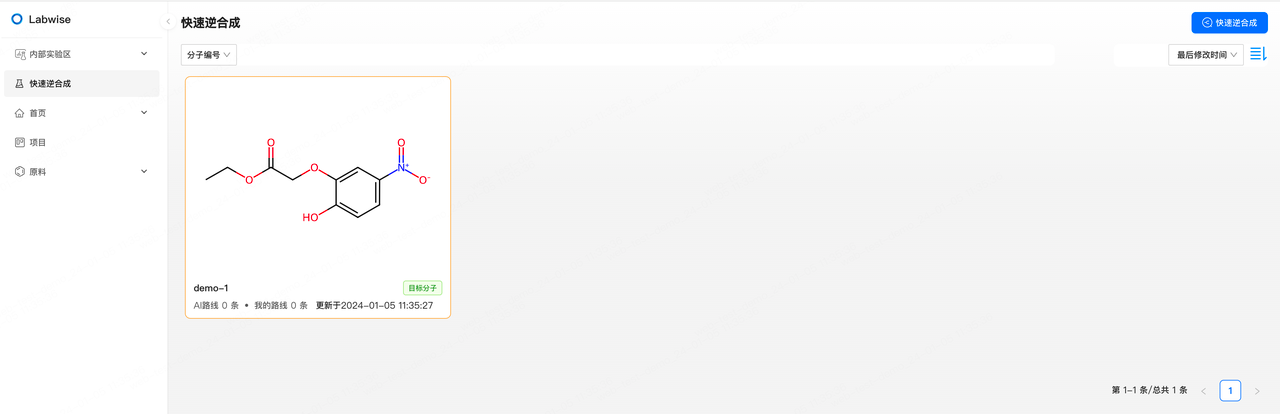 Labwise
内部实验区
快速逆合成
首页
项目
原料
快速逆合成
快速逆合成
分子编号
最后修改时间
O
O
O
HO
O
N+
O-
demo-1
目标分子
AI路线 0 条 • 我的路线 0 条 更新于2024-01-05 11:35:27
第 1-1 条/总共 1 条
1